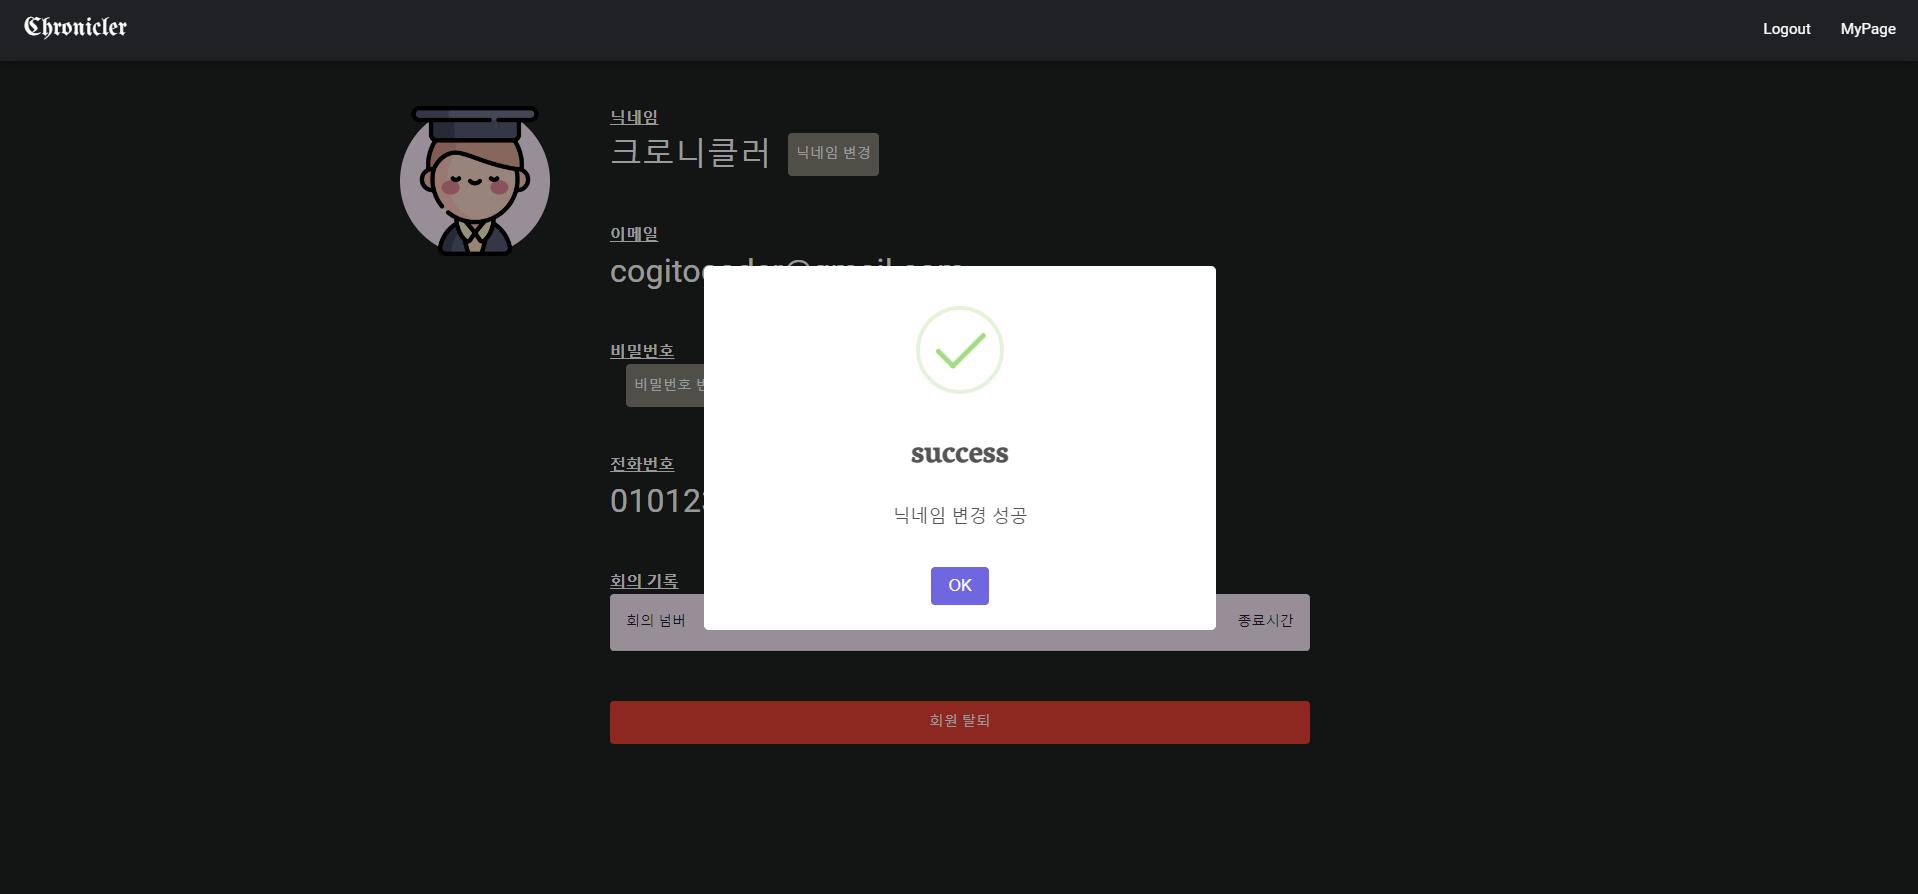 Chronicler
Logout
MyPage
닉네임
크로니클러
닉네임 변경
이메일
비밀번호
비밀번호
전화번호
success
닉네임 변경 성공
OK
회의 기록
회의 넘버
종료시간
회원 탈퇴